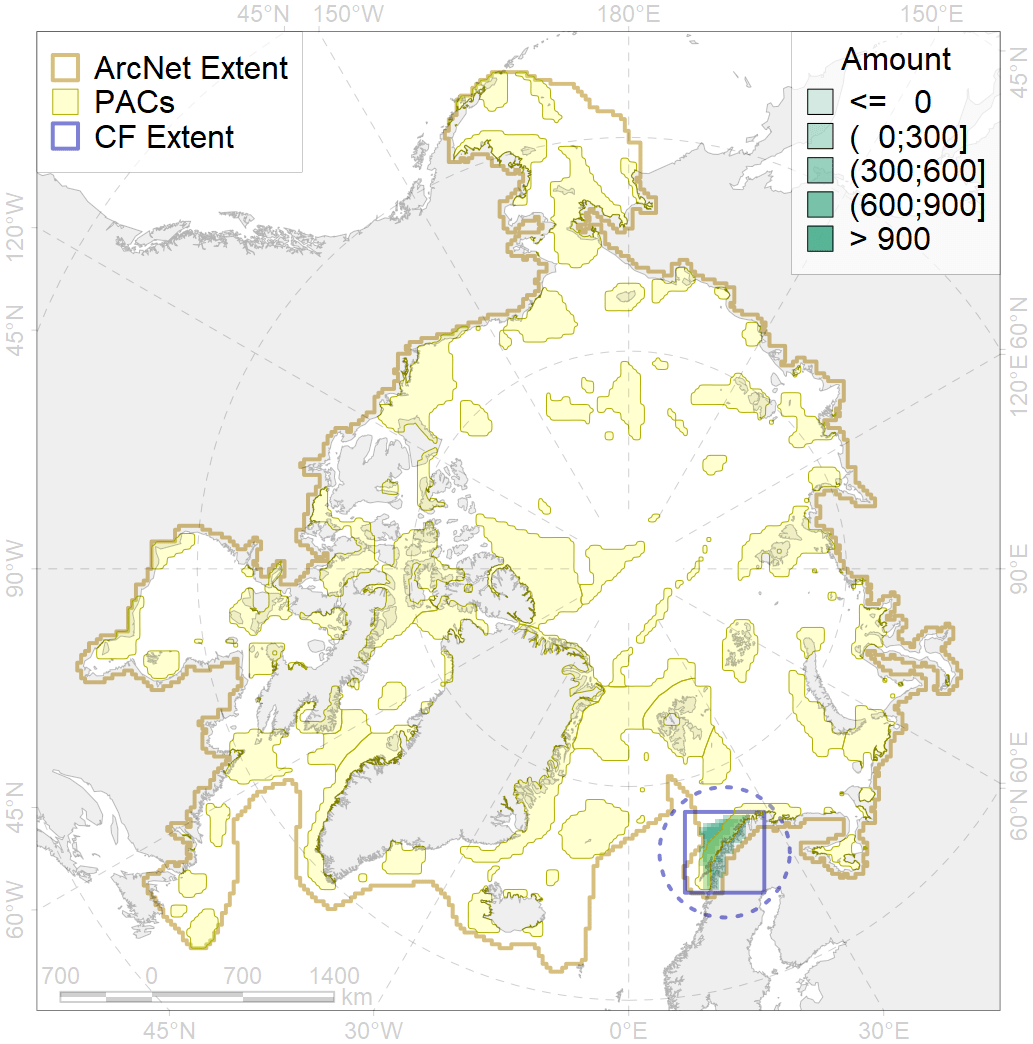 45°N 150°W 180°E 150°E
ArcNet Extent
PACs
CF Extent
Amount
<= 0
( 0;300]
(300;600]
(600;900]
> 900
45°N
120°W
45°N
60°N
120°E
90°W
90°E
45°N
60°E
60°N
60°W
700 0 700 1400
km
45°N 30°W 0°E 30°E